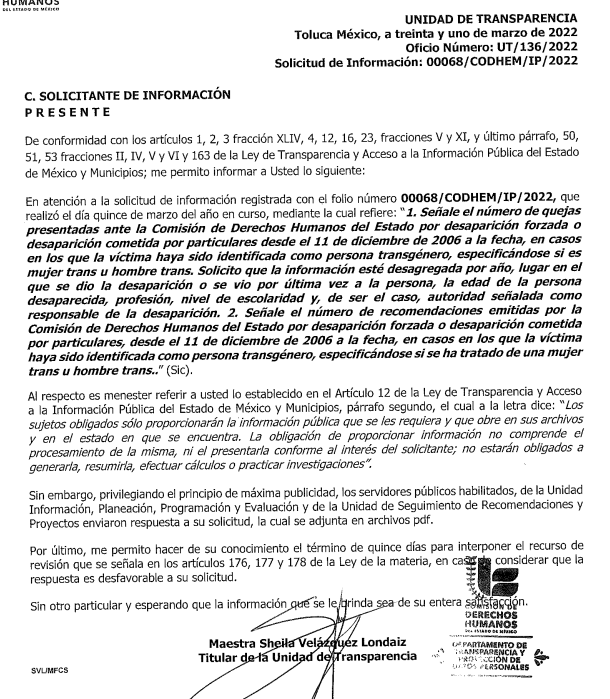 HUMANOS
DEL ESTADO DE MÉXICO
UNIDAD DE TRANSPARENCIA
Toluca México, a treinta y uno de marzo de 2022
Oficio Número: UT/136/2022
Solicitud de Información: 00068/CODHEM/IP/2022
C. SOLICITANTE DE INFORMACIÓN
P R E S E N T E
De conformidad con los artículos 1, 2, 3 fracción XLIV, 4, 12, 16, 23, fracciones V y XI, y último párrafo, 50,
51, 53 fracciones II, IV, V y VI y 163 de la Ley de Transparencia y Acceso a la Información Pública del Estado
de México y Municipios; me permito informar a Usted lo siguiente:
En atención a la solicitud de información registrada con el folio número 00068/CODHEM/IP/2022, que
realizó el día quince de marzo del año en curso, mediante la cual refiere: "1. Señale el número de quejas
presentadas ante la Comisión de Derechos Humanos del Estado por desaparición forzada o
desaparición cometida por particulares desde el 11 de diciembre de 2006 a la fecha, en casos
en los que la víctima haya sido identificada como persona transgénero, especificándose si es
mujer trans u hombre trans. Solicito que la información esté desagregada por año, lugar en el
que se dio la desaparición o se vio por última vez a la persona, la edad de la persona
desaparecida, profesión, nivel de escolaridad y, de ser el caso, autoridad señalada como
responsable de la desaparición. 2. Señale el número de recomendaciones emitidas por la
Comisión de Derechos Humanos del Estado por desaparición forzada o desaparición cometida
por particulares, desde el 11 de diciembre de 2006 a la fecha, en casos en los que la víctima
haya sido identificada como persona transgénero, especificándose si se ha tratado de una mujer
trans u hombre trans.." (Sic).
Al respecto es menester referir a usted lo establecido en el Artículo 12 de la Ley de Transparencia y Acceso
a la Información Pública del Estado de México y Municipios, párrafo segundo, el cual a la letra dice: "Los
sujetos obligados sólo proporcionarán la información pública que se les requiera y que obre en sus archivos
y en el estado en que se encuentra. La obligación de proporcionar información no comprende el
procesamiento de la misma, ni el presentarla conforme al interés del solicitante; no estarán obligados a
generarla, resumirla, efectuar cálculos o practicar investigaciones".
Sin embargo, privilegiando el principio de máxima publicidad, los servidores públicos habilitados, de la Unidad
Información, Planeación, Programación y Evaluación y de la Unidad de Seguimiento de Recomendaciones y
Proyectos enviaron respuesta a su solicitud, la cual se adjunta en archivos pdf.
Por último, me permito hacer de su conocimiento el término de quince días para interponer el recurso de
revisión que se señala en los artículos 176, 177 y 178 de la Ley de la materia, en caso de considerar que la
respuesta es desfavorable a su solicitud.
Sin otro particular y esperando que la información que se le brinda sea de su entera satisfacción.
COMISIÓN DE
DERECHOS
HUMANOS
DEL ESTADO DE MÉXICO
Maestra Sheila Velázquez Londaiz
Titular de la Unidad de Transparencia
DEPARTAMENTO DE
TRANSPARENCIA Y
PROTECCIÓN DE
DATOS PERSONALES
SVL/MFCS